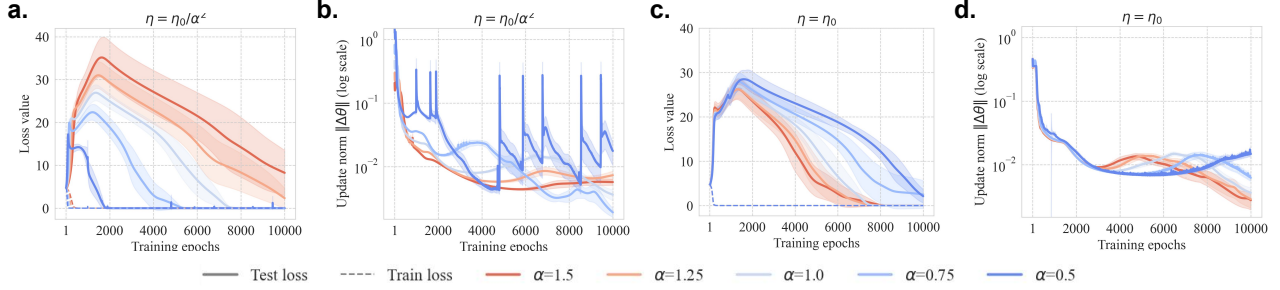 a.
η = η₀/α²
Loss value
40
30
20
10
0
1
2000
4000
6000
8000
10000
Training epochs
b.
η = η₀/α²
Update norm ‖Δθ‖ (log scale)
10⁰
10⁻¹
10⁻²
1
2000
4000
6000
8000
10000
Training epochs
c.
η = η₀
Loss value
40
30
20
10
0
1
2000
4000
6000
8000
10000
Training epochs
d.
η = η₀
Update norm ‖Δθ‖ (log scale)
10⁰
10⁻¹
10⁻²
1
2000
4000
6000
8000
10000
Training epochs
Test loss
Train loss
α=1.5
α=1.25
α=1.0
α=0.75
α=0.5